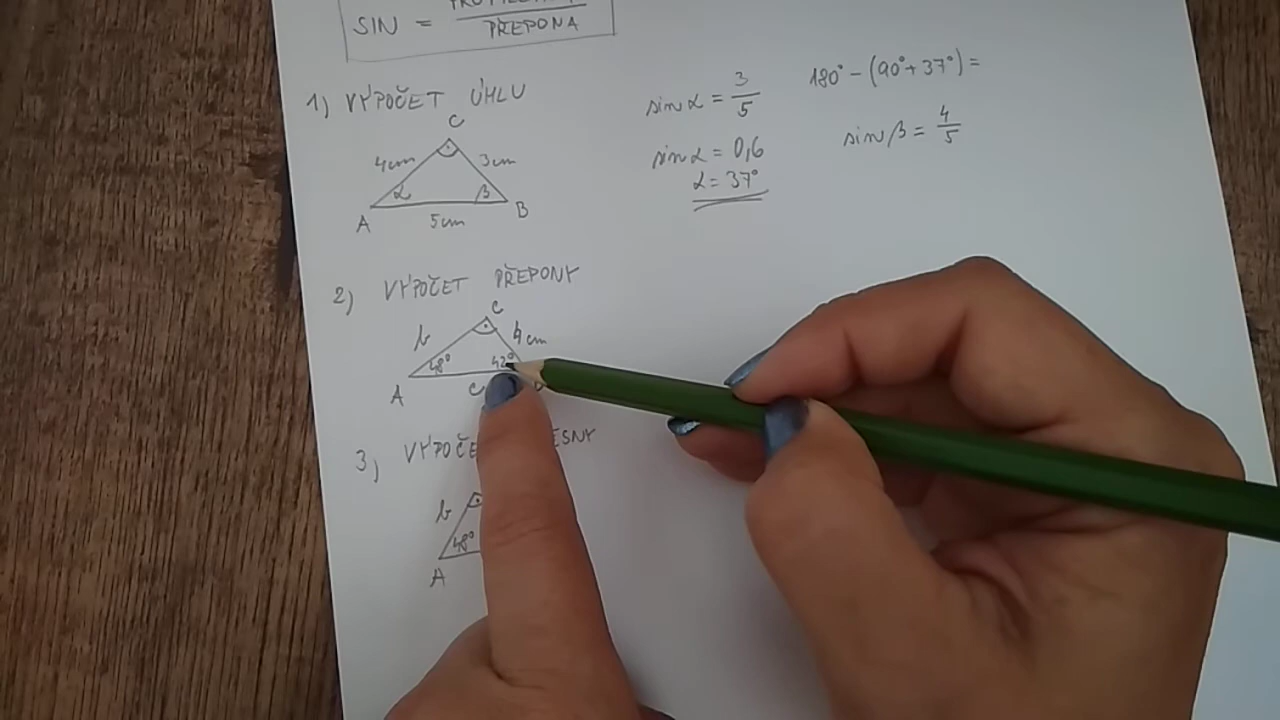 SIN =
PŘEPONA
1) VÝPOČET ÚHLU
C
4cm 3cm
α β
A 5cm B
sin α = 3/5
sin α = 0,6
α = 37°
180° - (90° + 37°) =
sin β = 4/5
2) VÝPOČET PŘEPONY
C
b 4cm
48° 42°
A c
3)
b
48°
A